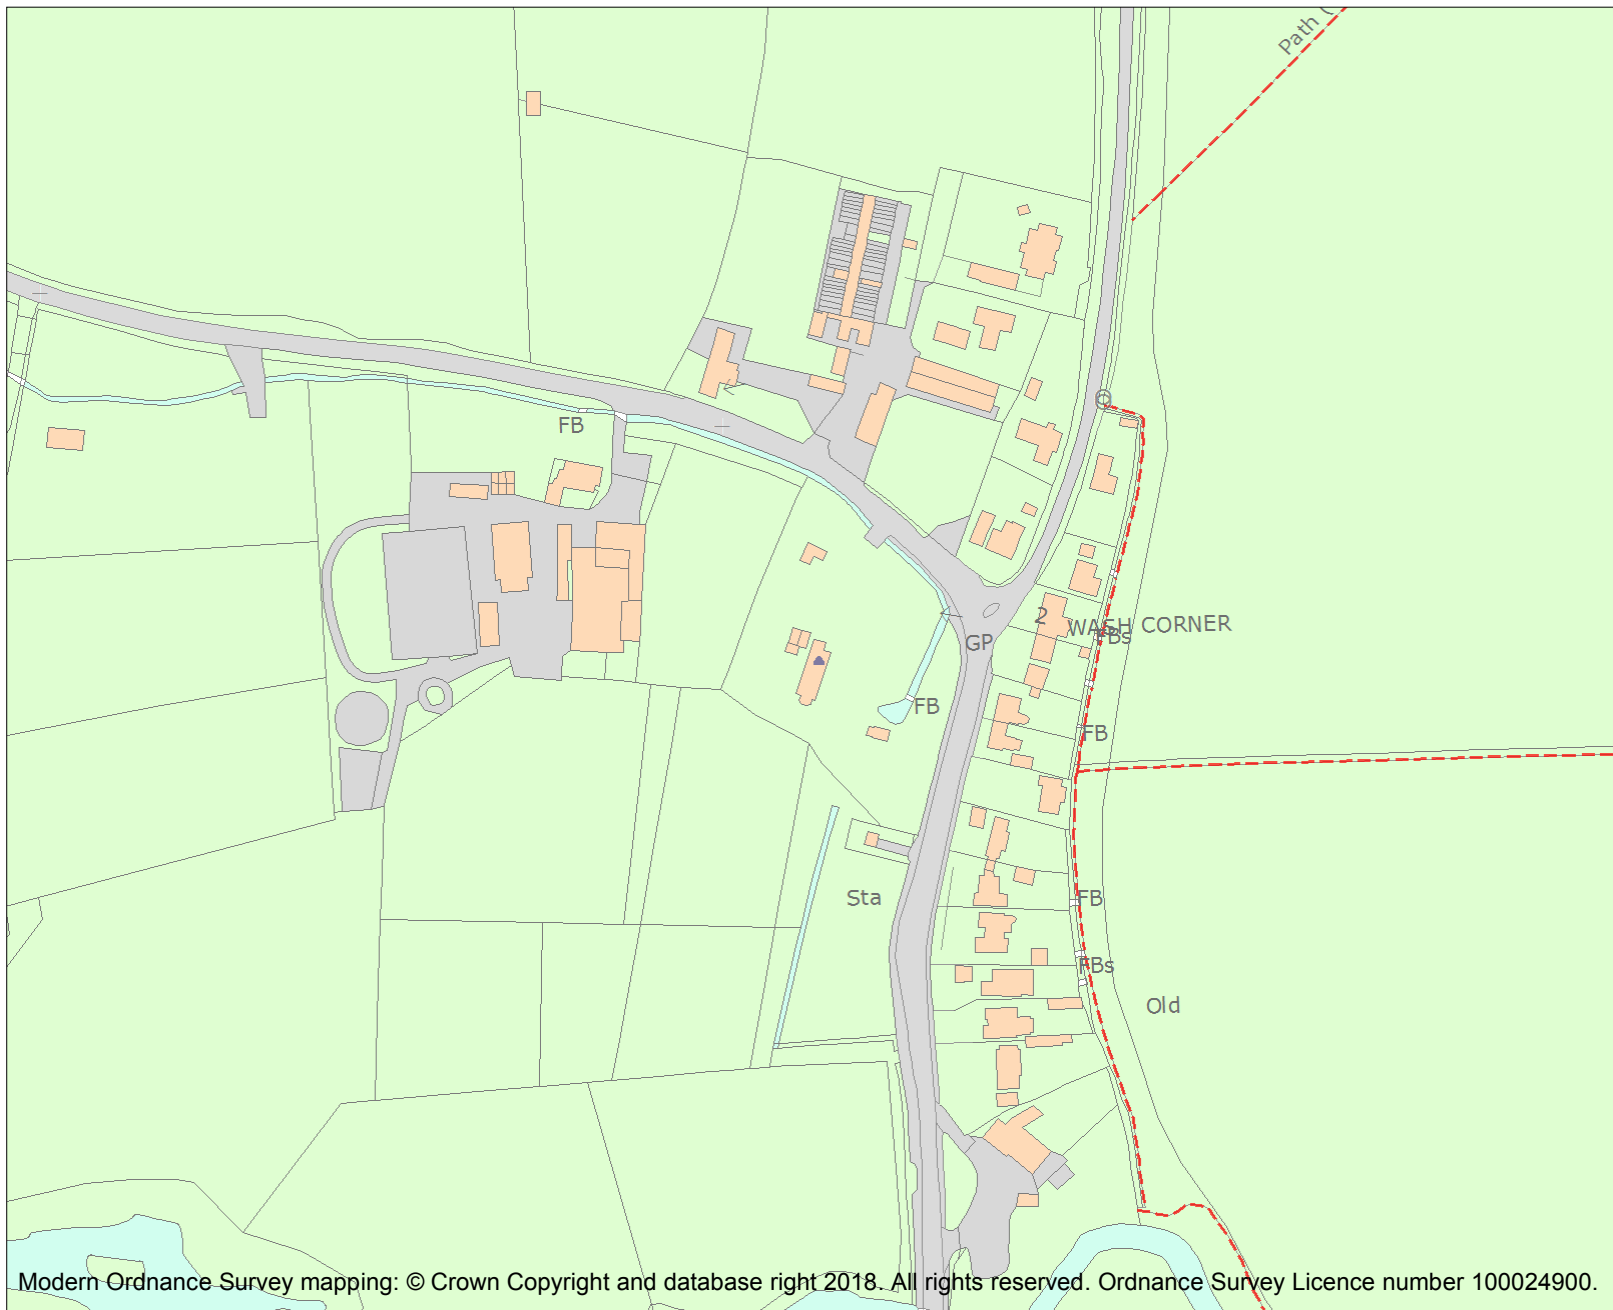 Path (
FB
2
WASH CORNER
FBs
GP
FB
FB
Sta
FB
FBs
Old
Modern Ordnance Survey mapping: © Crown Copyright and database right 2018. All rights reserved. Ordnance Survey Licence number 100024900.